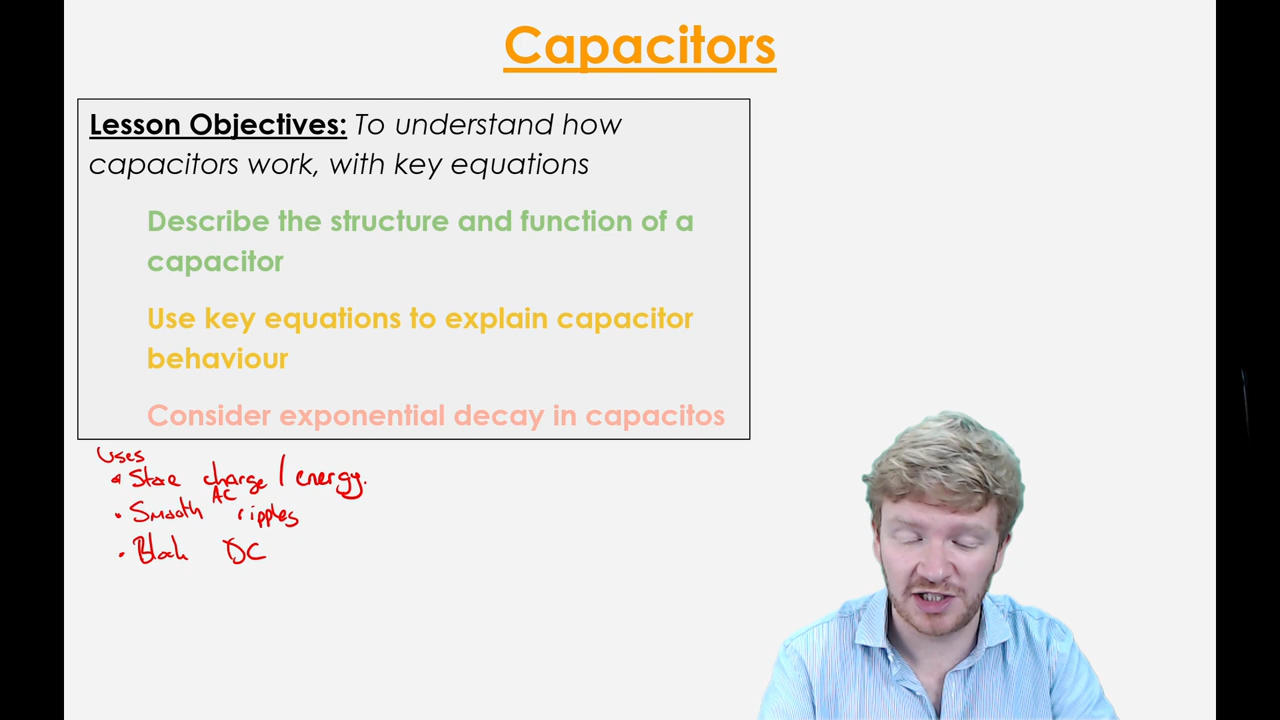 Capacitors
Lesson Objectives: To understand how
capacitors work, with key equations
Describe the structure and function of a
capacitor
Use key equations to explain capacitor
behaviour
Consider exponential decay in capacitos
Uses
• Store charge / energy.
• Smooth AC ripples
• Block DC